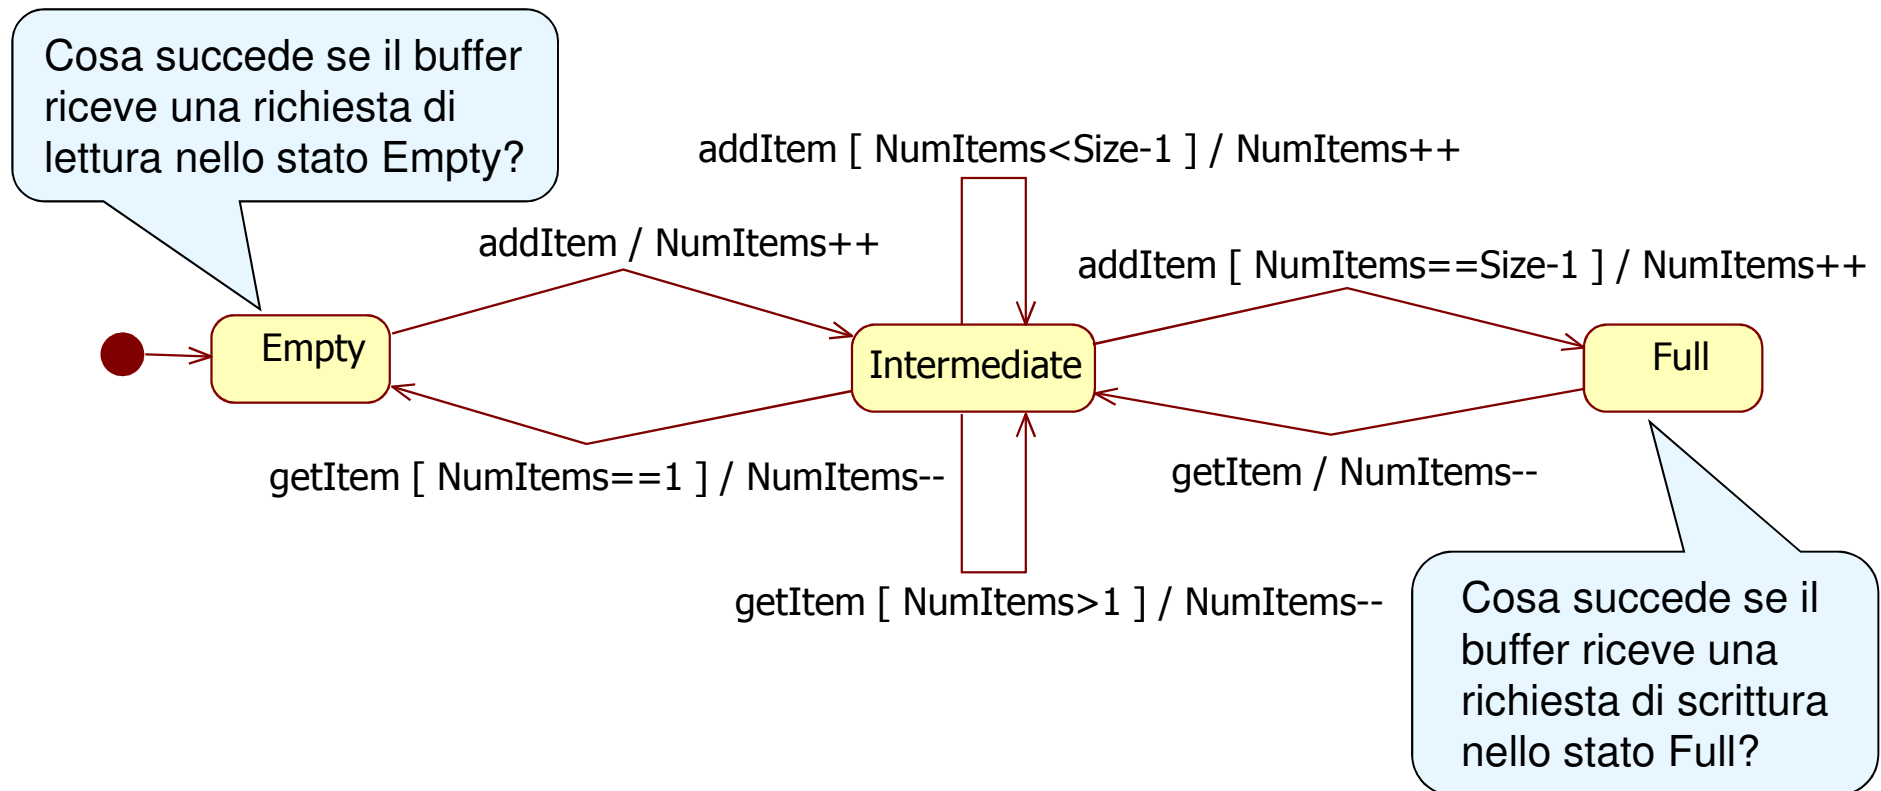 Cosa succede se il buffer
riceve una richiesta di
lettura nello stato Empty?
addItem [ NumItems<Size-1 ] / NumItems++
addItem / NumItems++
addItem [ NumItems==Size-1 ] / NumItems++
Empty
Intermediate
Full
getItem [ NumItems==1 ] / NumItems--
getItem / NumItems--
getItem [ NumItems>1 ] / NumItems--
Cosa succede se il
buffer riceve una
richiesta di scrittura
nello stato Full?